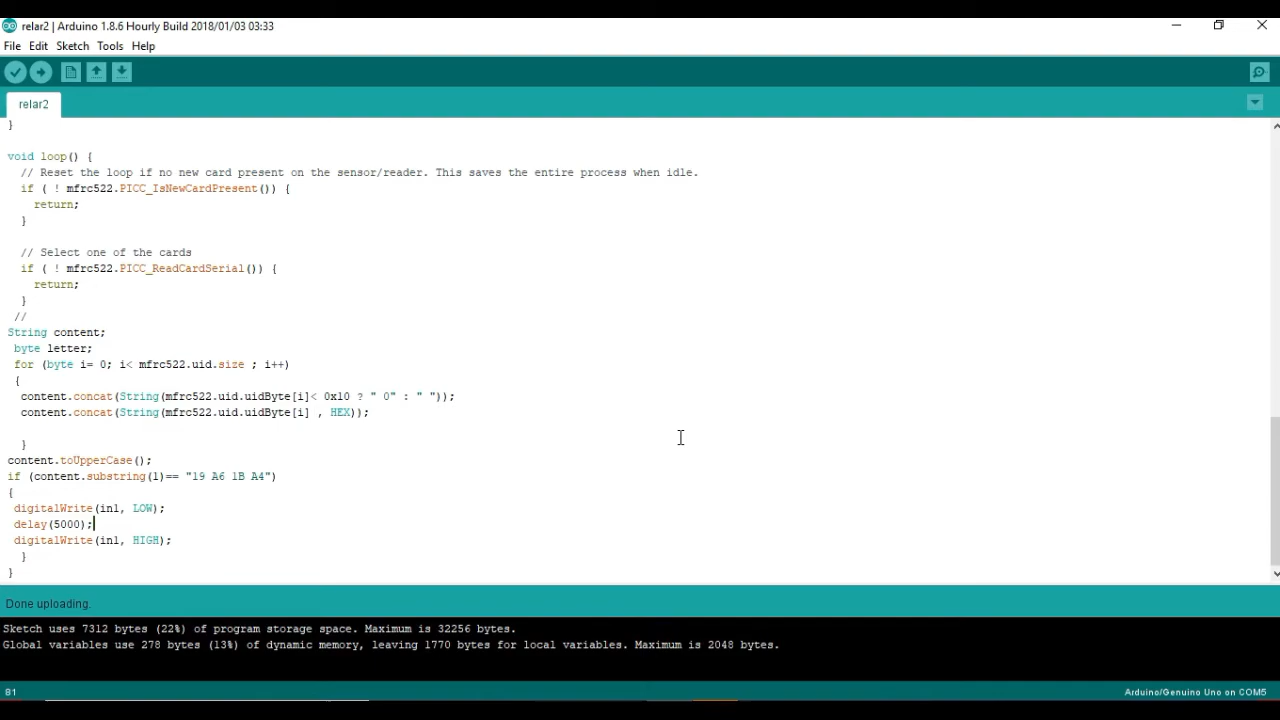 relar2 | Arduino 1.8.6 Hourly Build 2018/01/03 03:33
File Edit Sketch Tools Help
relar2
}
void loop() {
// Reset the loop if no new card present on the sensor/reader. This saves the entire process when idle.
if ( ! mfrc522.PICC_IsNewCardPresent()) {
return;
}
// Select one of the cards
if ( ! mfrc522.PICC_ReadCardSerial()) {
return;
}
//
String content;
byte letter;
for (byte i= 0; i< mfrc522.uid.size ; i++)
{
content.concat(String(mfrc522.uid.uidByte[i]< 0x10 ? " 0" : " "));
content.concat(String(mfrc522.uid.uidByte[i] , HEX));
}
content.toUpperCase();
if (content.substring(1)== "19 A6 1B A4")
{
digitalWrite(in1, LOW);
delay(5000);
digitalWrite(in1, HIGH);
}
}
Done uploading.
Sketch uses 7312 bytes (22%) of program storage space. Maximum is 32256 bytes.
Global variables use 278 bytes (13%) of dynamic memory, leaving 1770 bytes for local variables. Maximum is 2048 bytes.
81 Arduino/Genuino Uno on COM5